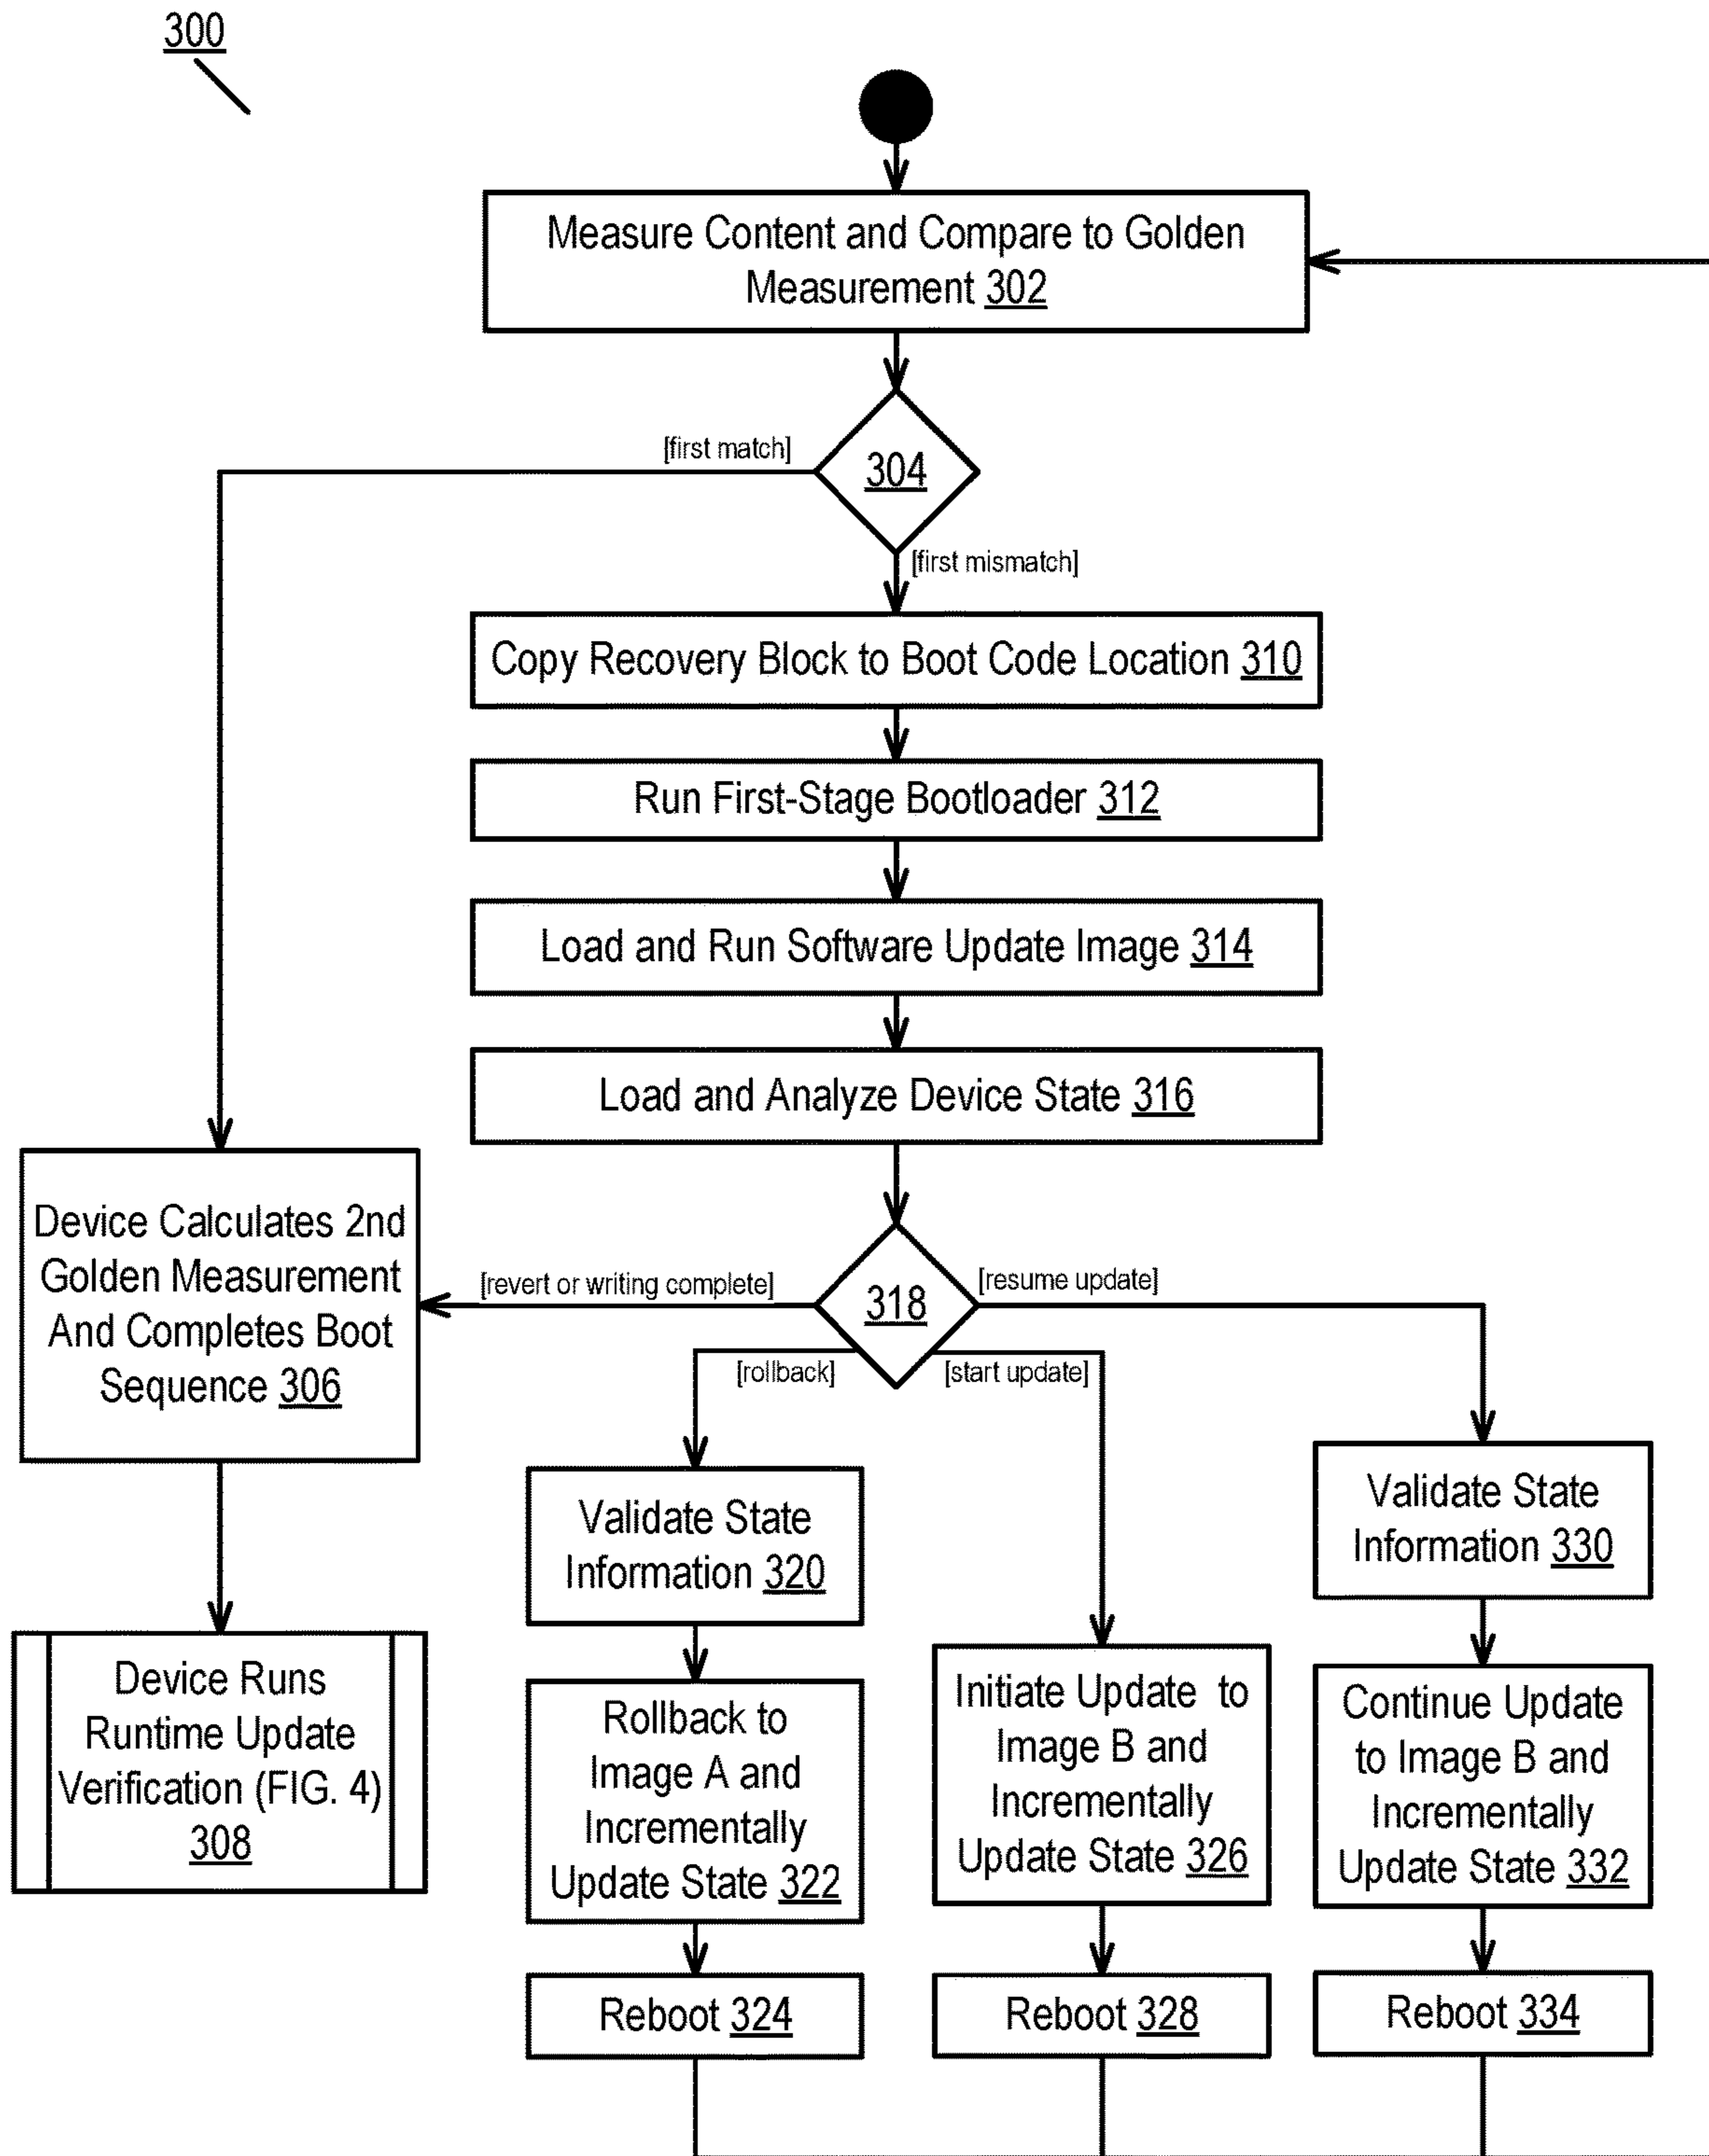 300
Measure Content and Compare to Golden
Measurement 302
[first match]
304
[first mismatch]
Copy Recovery Block to Boot Code Location 310
Run First-Stage Bootloader 312
Load and Run Software Update Image 314
Load and Analyze Device State 316
Device Calculates 2nd
Golden Measurement
And Completes Boot
Sequence 306
[revert or writing complete]
318
[resume update]
[rollback]
[start update]
Validate State
Information 320
Validate State
Information 330
Device Runs
Runtime Update
Verification (FIG. 4)
308
Rollback to
Image A and
Incrementally
Update State 322
Initiate Update to
Image B and
Incrementally
Update State 326
Continue Update
to Image B and
Incrementally
Update State 332
Reboot 324
Reboot 328
Reboot 334